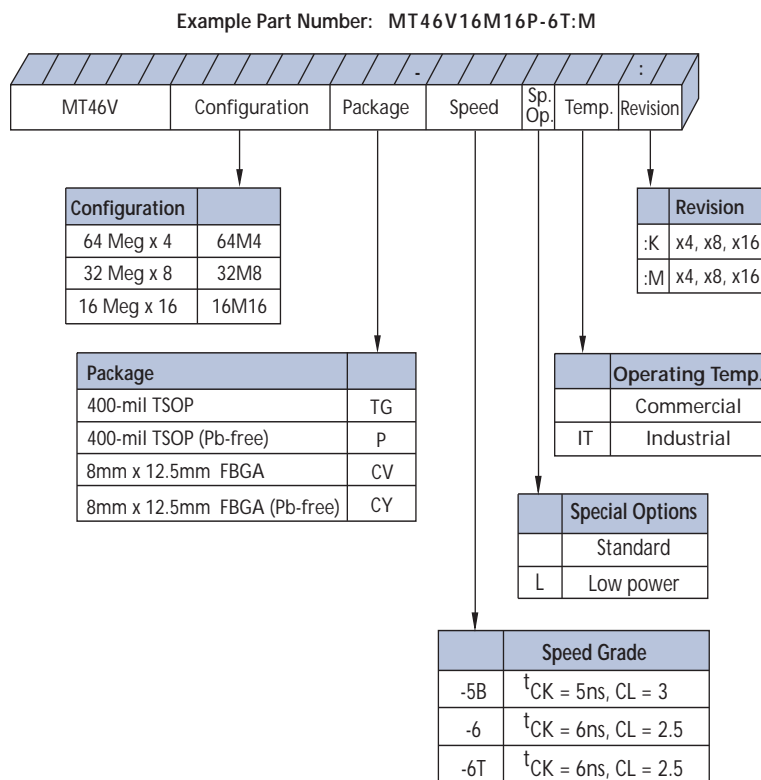 Example Part Number: MT46V16M16P-6T:M
- :
MT46V Configuration Package Speed Sp. Op. Temp. Revision
Configuration
64 Meg x 4 64M4
32 Meg x 8 32M8
16 Meg x 16 16M16
Revision
:K x4, x8, x16
:M x4, x8, x16
Package
400-mil TSOP TG
400-mil TSOP (Pb-free) P
8mm x 12.5mm FBGA CV
8mm x 12.5mm FBGA (Pb-free) CY
Operating Temp.
Commercial
IT Industrial
Special Options
Standard
L Low power
Speed Grade
-5B tCK = 5ns, CL = 3
-6 tCK = 6ns, CL = 2.5
-6T tCK = 6ns, CL = 2.5